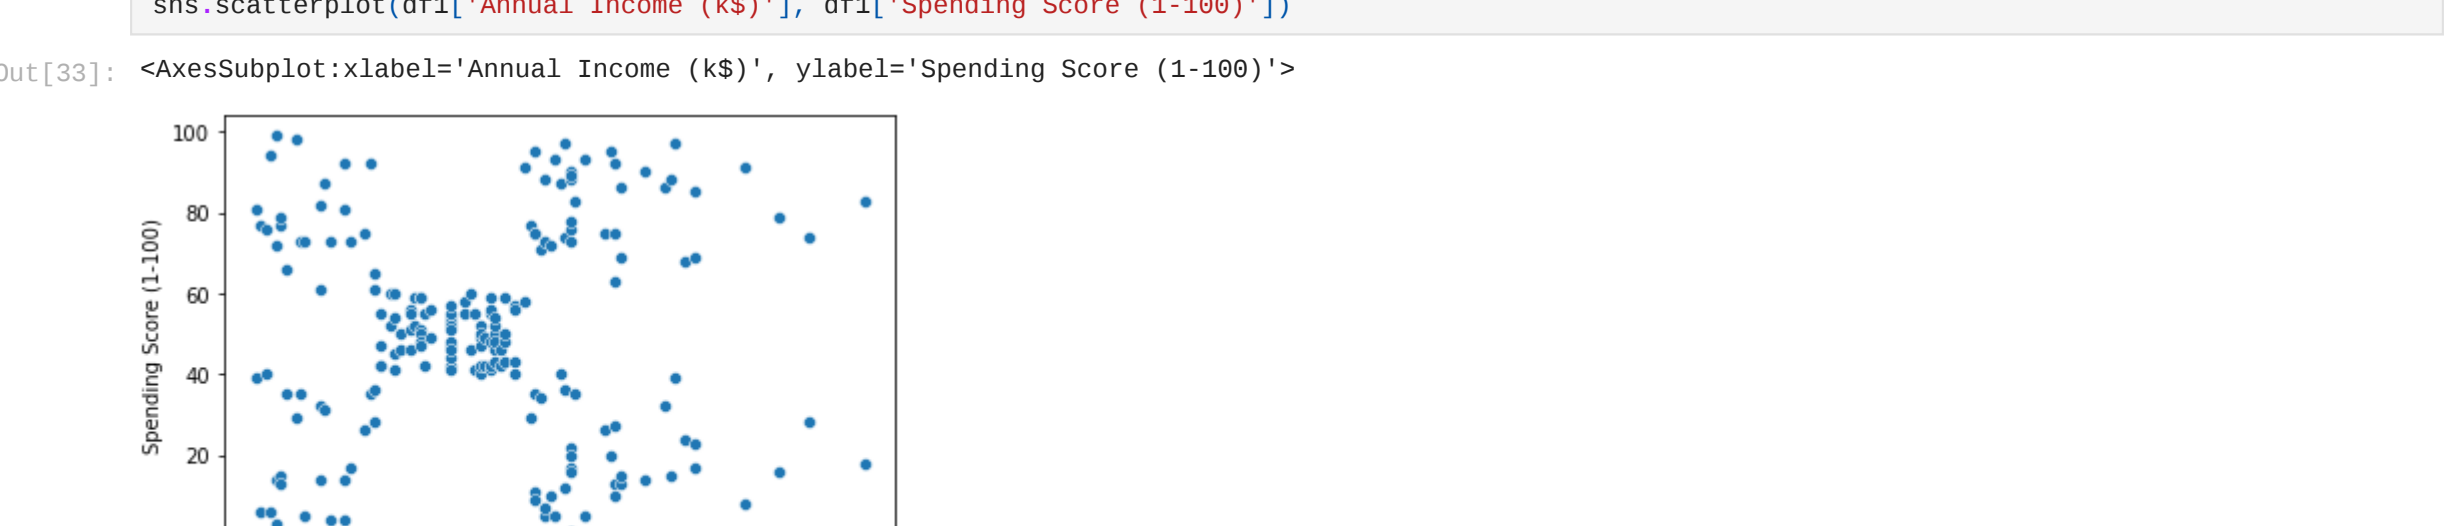 sns.scatterplot(df1['Annual Income (k$)'], df1['Spending Score (1-100)'])
Out[33]: <AxesSubplot:xlabel='Annual Income (k$)', ylabel='Spending Score (1-100)'>
100
80
60
40
20
Spending Score (1-100)